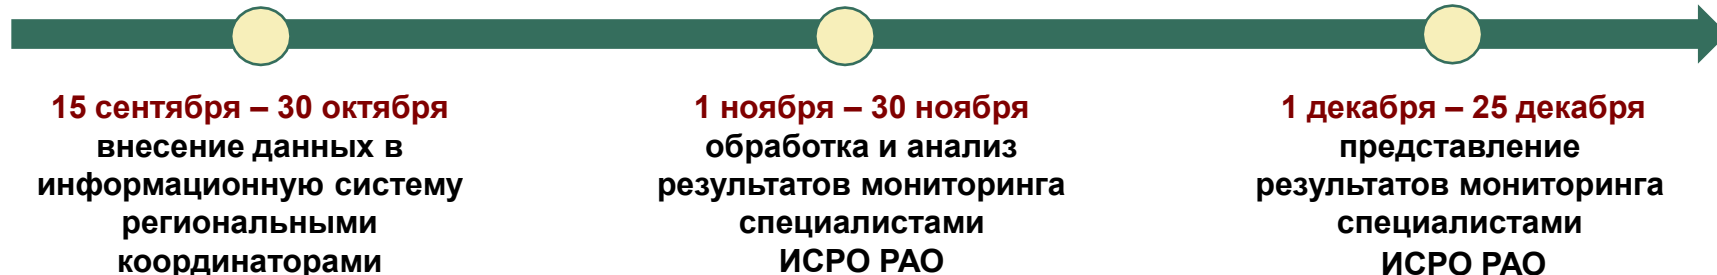 15 сентября – 30 октября
внесение данных в
информационную систему
региональными
координаторами
1 ноября – 30 ноября
обработка и анализ
результатов мониторинга
специалистами
ИСРО РАО
1 декабря – 25 декабря
представление
результатов мониторинга
специалистами
ИСРО РАО